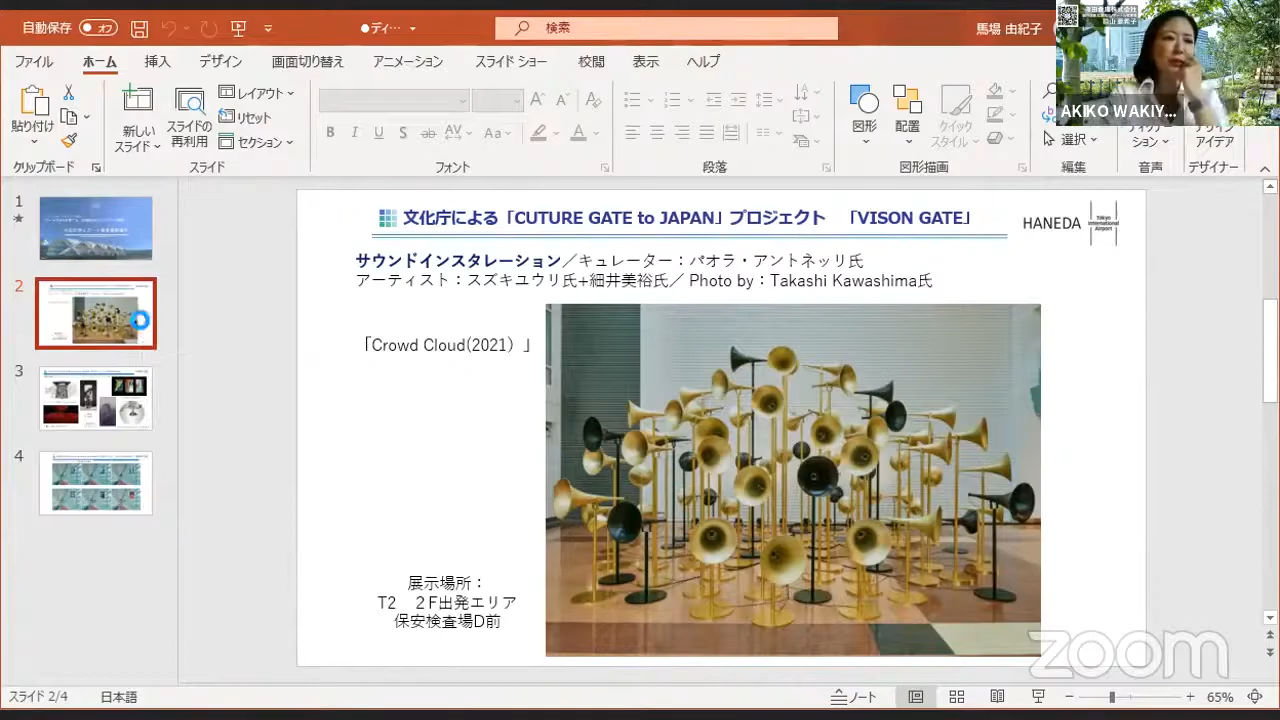 自動保存 オフ
●ディ…
検索
馬場 由紀子
AKIKO WAKIY...
ファイル ホーム 挿入 デザイン 画面切り替え アニメーション スライド ショー 校閲 表示 ヘルプ
貼り付け
新しい
スライド
スライドの
再利用
レイアウト
リセット
セクション
B I U S ab AV Aa A
図形
配置
クイック
スタイル
選択
クリップボード スライド フォント 段落 図形描画 編集 音声 デザイナー
1
2
3
4
文化庁による「CUTURE GATE to JAPAN」プロジェクト 「VISON GATE」
HANEDA Tokyo
International
Airport
サウンドインスタレーション／キュレーター：パオラ・アントネッリ氏
アーティスト：スズキユウリ氏+細井美裕氏／ Photo by：Takashi Kawashima氏
「Crowd Cloud(2021）」
展示場所：
T2 ２F出発エリア
保安検査場D前
zoom
スライド 2/4 日本語 ノート 65%